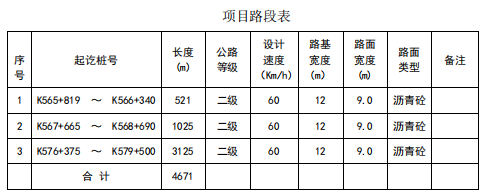 项目路段表
序号 起讫桩号 长度(m) 公路等级 设计速度(Km/h) 路基宽度(m) 路面宽度(m) 路面类型 备注
1 K565+819 ～ K566+340 521 二级 60 12 9.0 沥青砼
2 K567+665 ～ K568+690 1025 二级 60 12 9.0 沥青砼
3 K576+375 ～ K579+500 3125 二级 60 12 9.0 沥青砼
合 计 4671